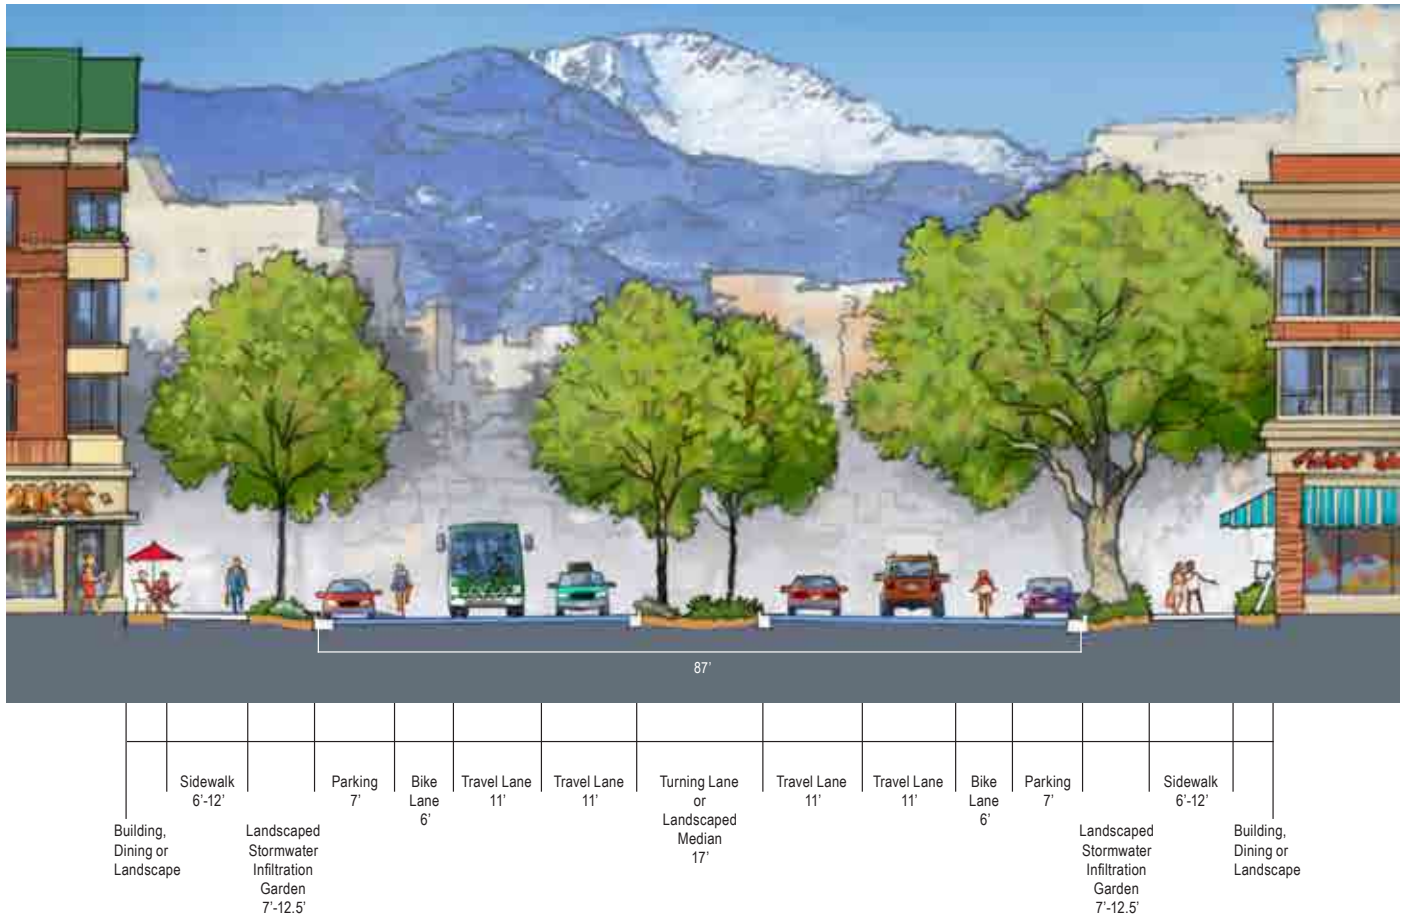 87’
Sidewalk
6’-12’
Parking
7’
Bike
Lane
6’
Travel Lane
11’
Travel Lane
11’
Turning Lane
or
Landscaped
Median
17’
Travel Lane
11’
Travel Lane
11’
Bike
Lane
6’
Parking
7’
Sidewalk
6’-12’
Building,
Dining or
Landscape
Landscaped
Stormwater
Infiltration
Garden
7’-12.5’
Landscaped
Stormwater
Infiltration
Garden
7’-12.5’
Building,
Dining or
Landscape